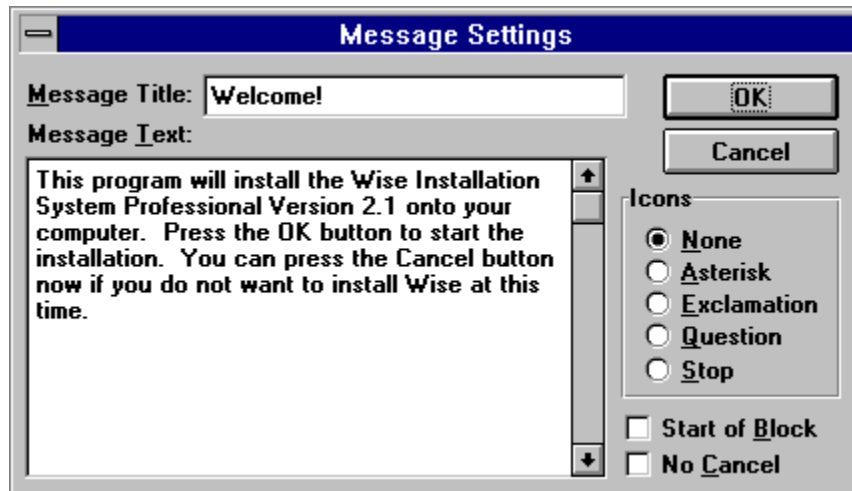 Message Settings
Message Title: Welcome!
OK
Message Text:
Cancel
This program will install the Wise Installation
System Professional Version 2.1 onto your
computer.  Press the OK button to start the
installation.  You can press the Cancel button
now if you do not want to install Wise at this
time.
Icons
None
Asterisk
Exclamation
Question
Stop
Start of Block
No Cancel